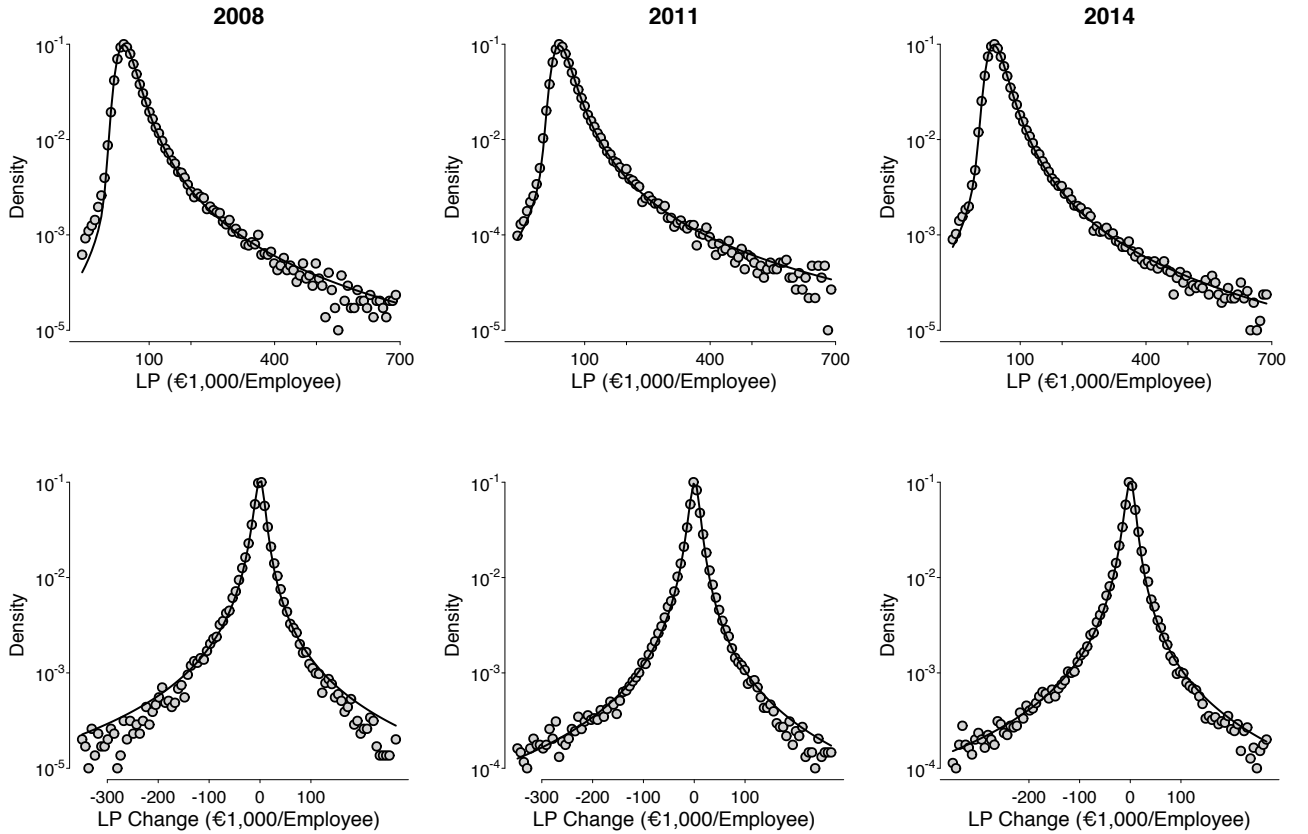 2008 2011 2014
10-1 10-1 10-1
10-2 10-2 10-2
Density Density Density
10-3 10-4 10-3
10-5 10-5 10-5
100 400 700 100 400 700 100 400 700
LP (€1,000/Employee) LP (€1,000/Employee) LP (€1,000/Employee)
10-1 10-1 10-1
10-2 10-2 10-2
Density Density Density
10-3 10-3 10-3
10-5 10-4 10-4
-300 -200 -100 0 100 -300 -200 -100 0 100 -200 -100 0 100
LP Change (€1,000/Employee) LP Change (€1,000/Employee) LP Change (€1,000/Employee)